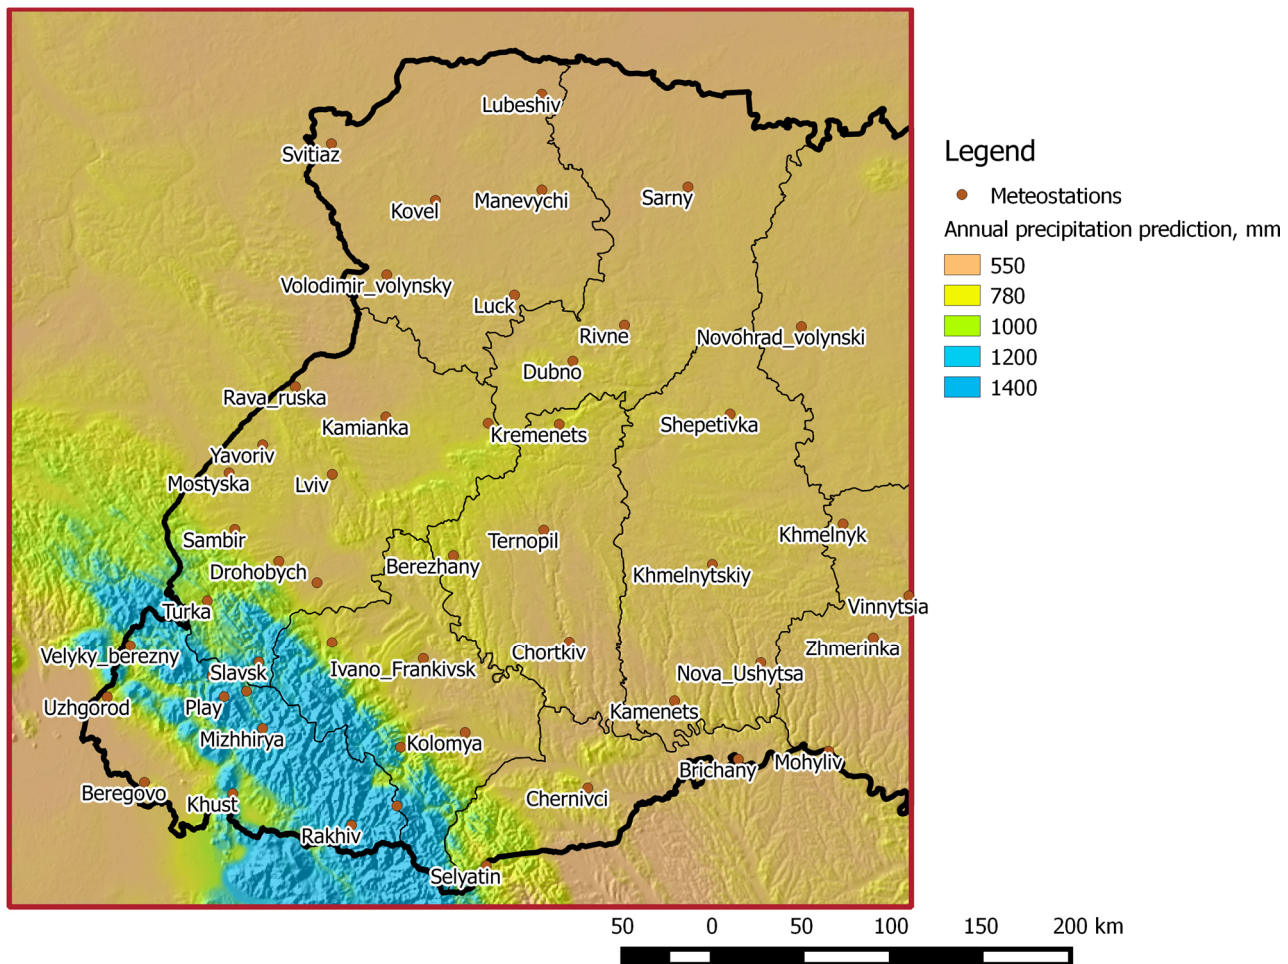 Lubeshiv
Svitiaz
Kovel
Manevychi
Sarny
Volodimir_volynsky
Luck
Rivne
Novohrad_volynski
Dubno
Rava_ruska
Kamianka
Kremenets
Shepetivka
Yavoriv
Mostyska
Lviv
Sambir
Ternopil
Khmelnyk
Drohobych
Berezhany
Khmelnytskiy
Turka
Vinnytsia
Velyky_berezny
Slavsk
Ivano_Frankivsk
Chortkiv
Zhmerinka
Nova_Ushytsa
Uzhgorod
Play
Kamenets
Mizhhirya
Kolomya
Brichany
Mohyliv
Beregovo
Khust
Chernivci
Rakhiv
Selyatin
Legend
Meteostations
Annual precipitation prediction, mm
550
780
1000
1200
1400
50 0 50 100 150 200 km